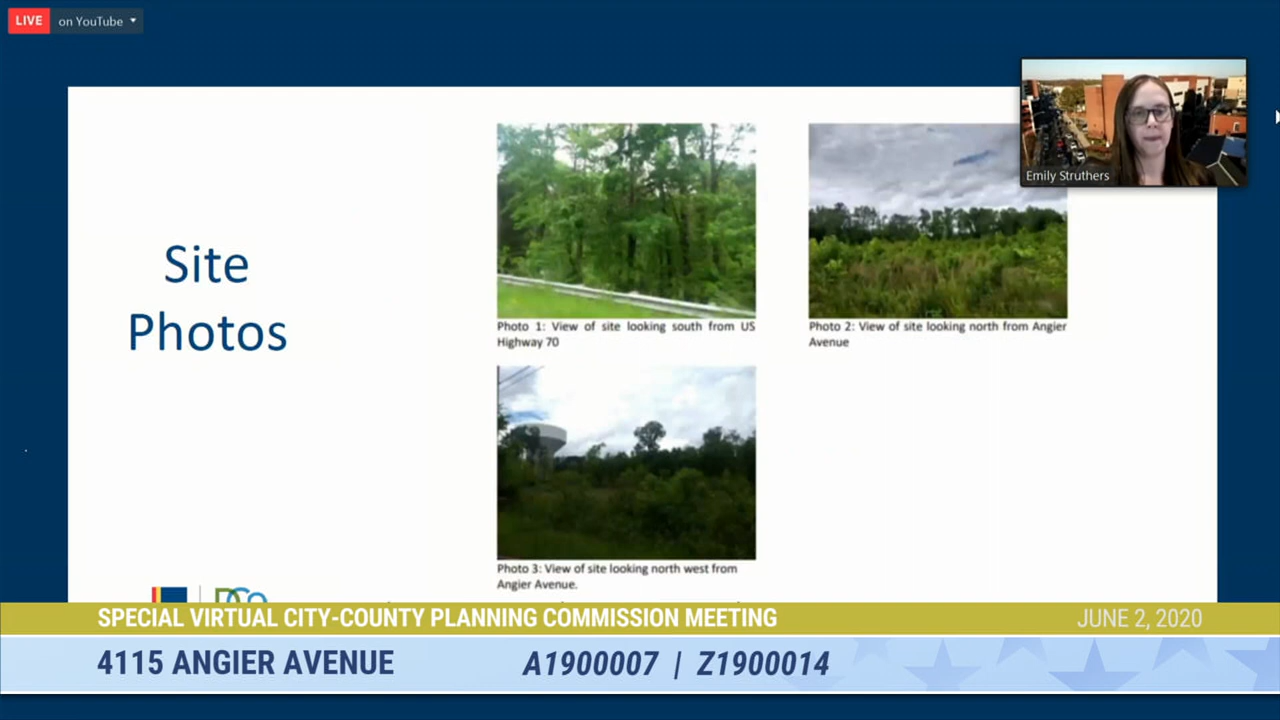 LIVE on YouTube
Emily Struthers
Site
Photos
Photo 1: View of site looking south from US
Highway 70
Photo 2: View of site looking north from Angier
Avenue
Photo 3: View of site looking north west from
Angier Avenue.
SPECIAL VIRTUAL CITY-COUNTY PLANNING COMMISSION MEETING
JUNE 2, 2020
4115 ANGIER AVENUE
A1900007 | Z1900014